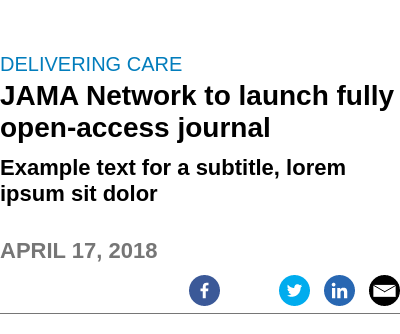 DELIVERING CARE
JAMA Network to launch fully
open-access journal
Example text for a subtitle, lorem
ipsum sit dolor
APRIL 17, 2018